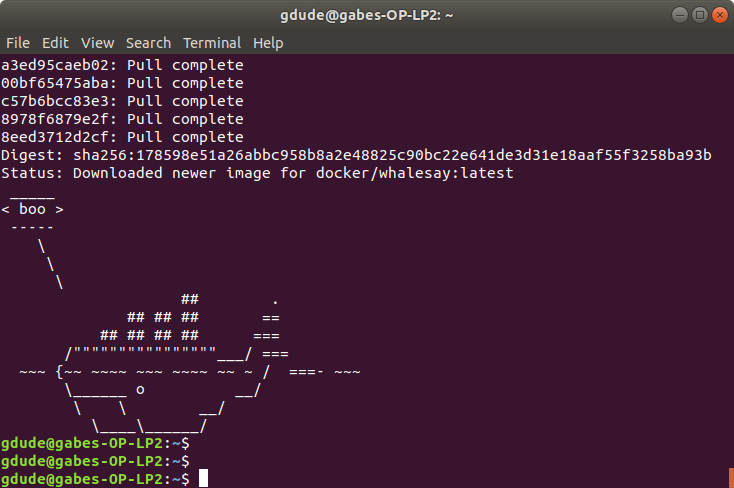 gdude@gabes-OP-LP2: ~
File Edit View Search Terminal Help
a3ed95caeb02: Pull complete
00bf65475aba: Pull complete
c57b6bcc83e3: Pull complete
8978f6879e2f: Pull complete
8eed3712d2cf: Pull complete
Digest: sha256:178598e51a26abbc958b8a2e48825c90bc22e641de3d31e18aaf55f3258ba93b
Status: Downloaded newer image for docker/whalesay:latest
 _____
< boo >
 -----
    \
     \
      \
                    ##        .
              ## ## ##       ==
           ## ## ## ##      ===
       /""""""""""""""""___/ ===
  ~~~ {~~ ~~~~ ~~~ ~~~~ ~~ ~ /  ===- ~~~
       \______ o          __/
        \    \        __/
          \____\______/
gdude@gabes-OP-LP2:~$
gdude@gabes-OP-LP2:~$
gdude@gabes-OP-LP2:~$